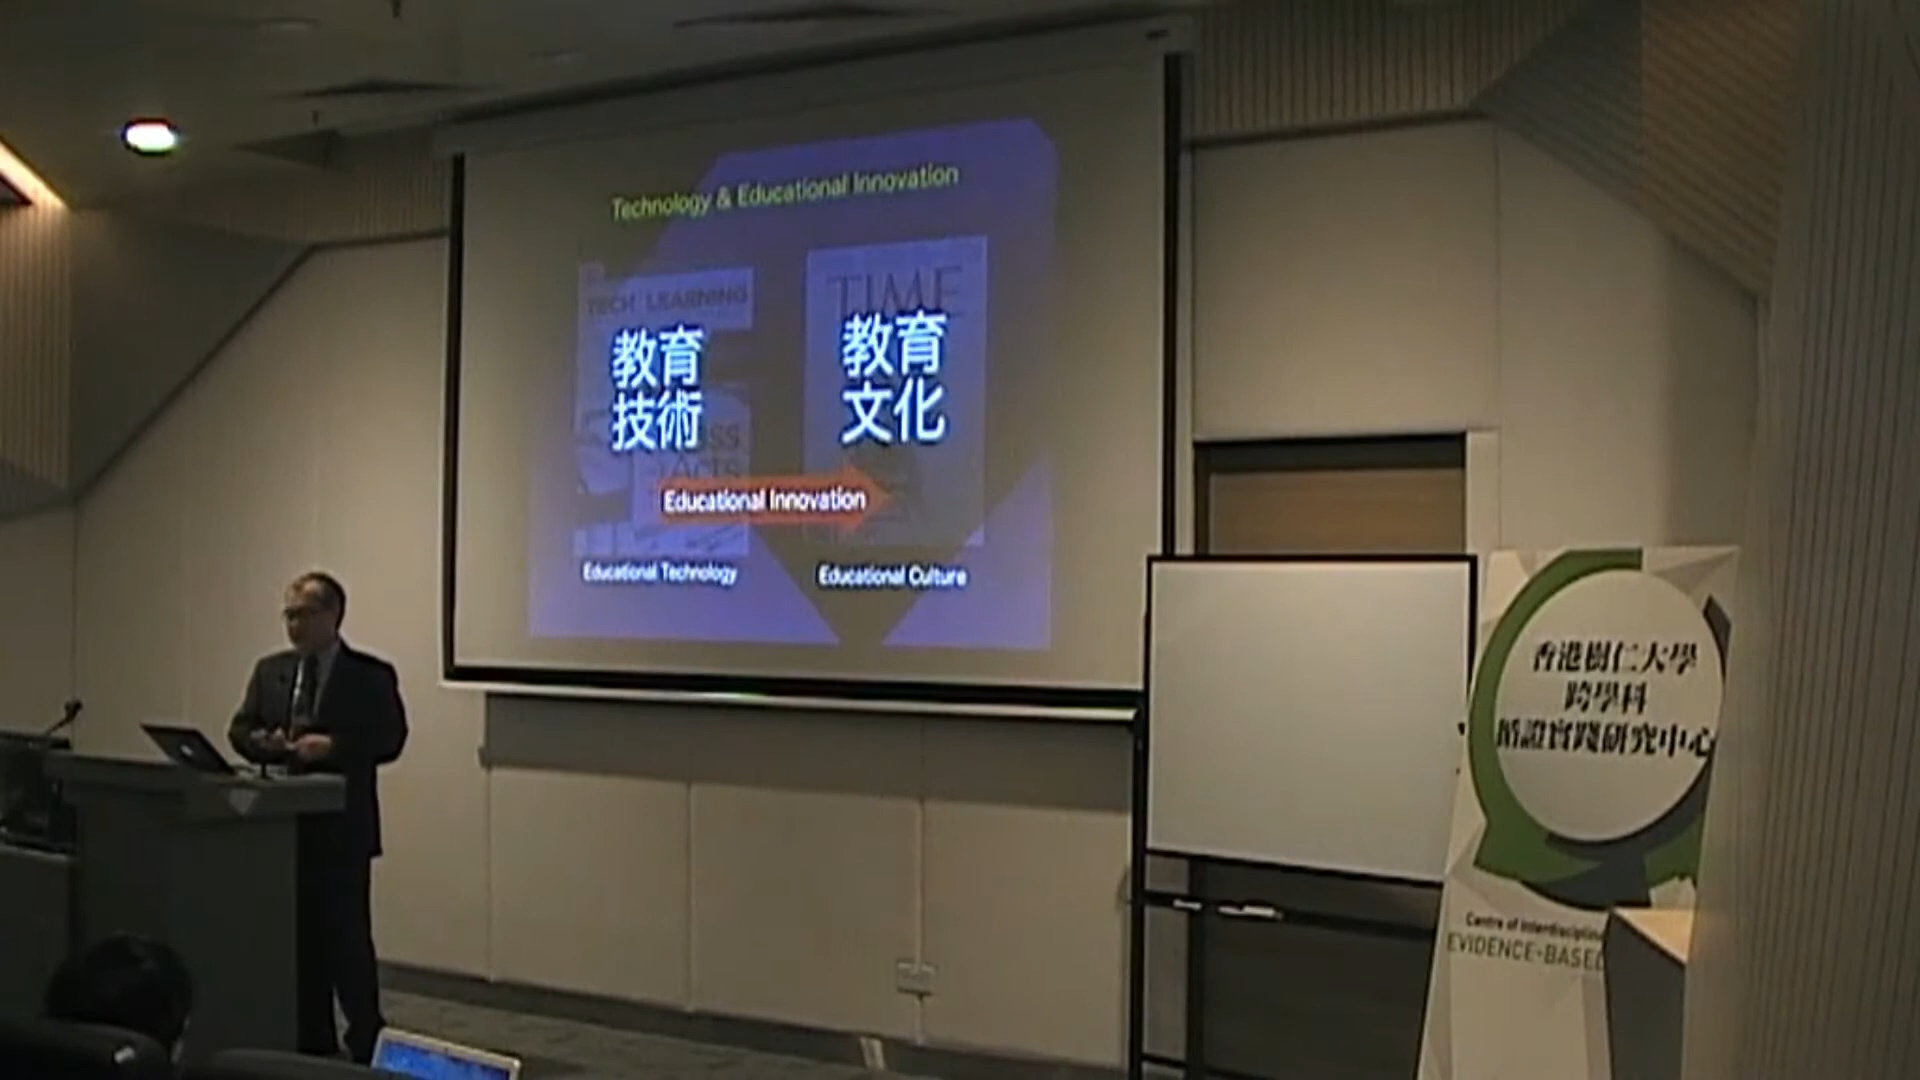 Technology & Educational Innovation
TECH LEARNING
TIME
教育
技術
教育
文化
Acts
Educational Innovation
Educational Technology
Educational Culture
香港樹仁大學
跨學科
循證實踐研究中心
Centre of Interdisciplin
EVIDENCE-BASED